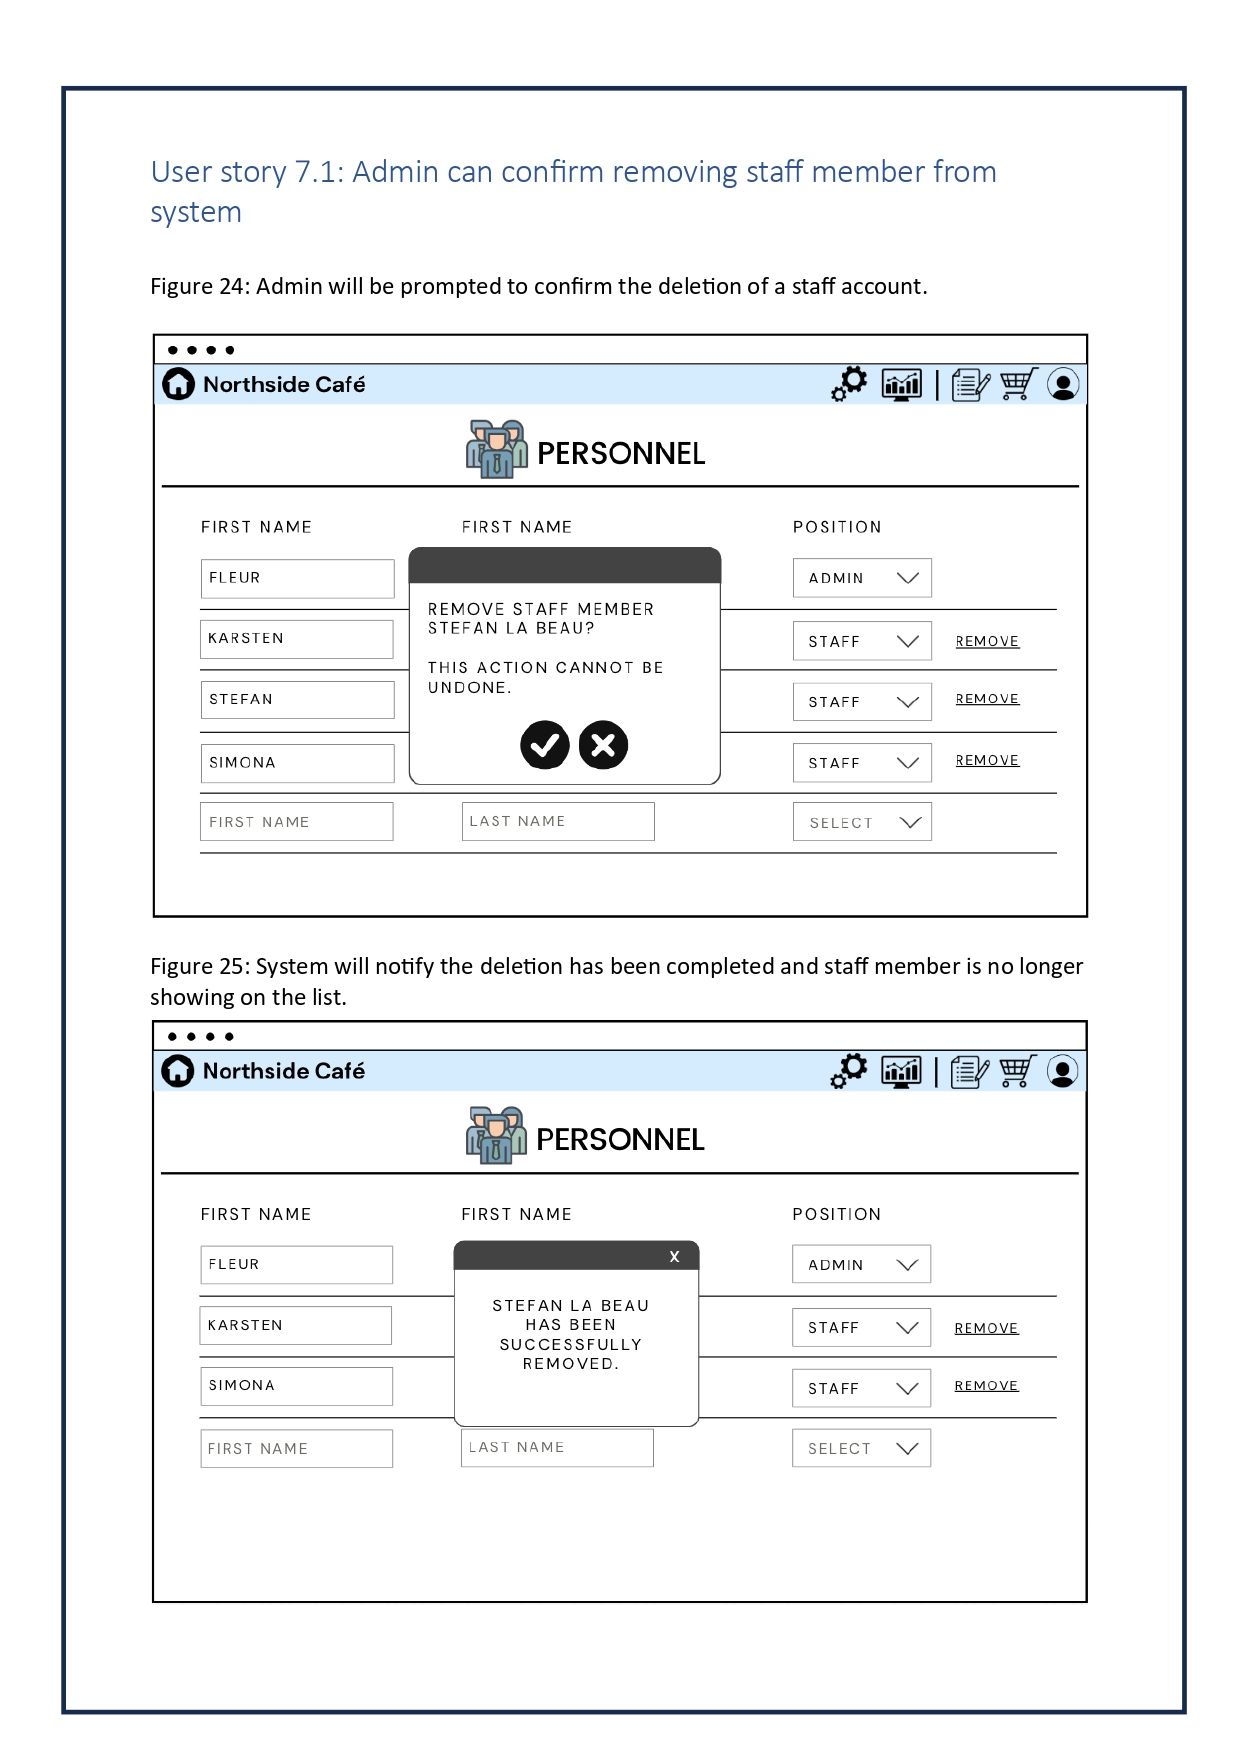 User story 7.1: Admin can confirm removing staff member from
system
Figure 24: Admin will be prompted to confirm the deletion of a staff account.
Northside Café
PERSONNEL
FIRST NAME FIRST NAME POSITION
FLEUR ADMIN
REMOVE STAFF MEMBER
STEFAN LA BEAU?
KARSTEN STAFF REMOVE
THIS ACTION CANNOT BE
UNDONE.
STEFAN STAFF REMOVE
SIMONA STAFF REMOVE
FIRST NAME LAST NAME SELECT
Figure 25: System will notify the deletion has been completed and staff member is no longer
showing on the list.
Northside Café
PERSONNEL
FIRST NAME FIRST NAME POSITION
X
FLEUR ADMIN
STEFAN LA BEAU
HAS BEEN
SUCCESSFULLY
REMOVED.
KARSTEN STAFF REMOVE
SIMONA STAFF REMOVE
FIRST NAME LAST NAME SELECT